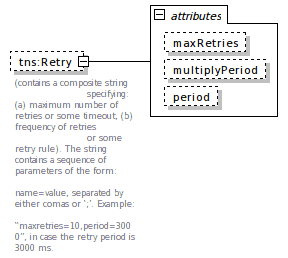 attributes
maxRetries
tns:Retry
multiplyPeriod
period
(contains a composite string
specifying:
(a) maximum number of
retries or some timeout, (b)
frequency of retries
or some
retry rule). The string
contains a sequence of
parameters of the form:
name=value, separated by
either comas or ';'. Example:
"maxretries=10,period=300
0", in case the retry period is
3000 ms.